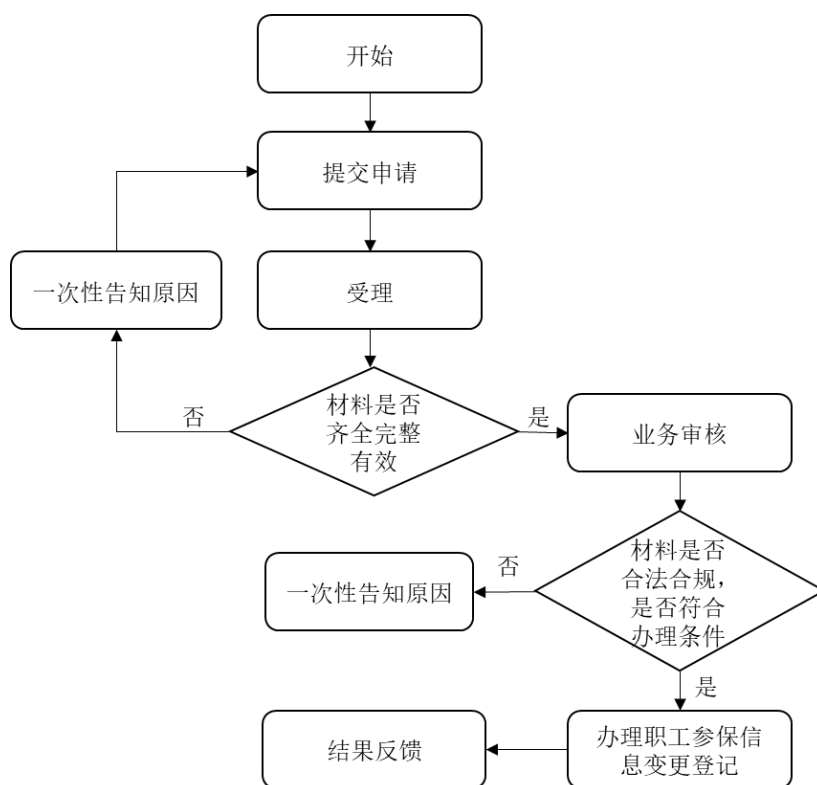 开始
提交申请
一次性告知原因
受理
否
材料是否
齐全完整
有效
是
业务审核
一次性告知原因
否
材料是否
合法合规，
是否符合
办理条件
是
结果反馈
办理职工参保信
息变更登记